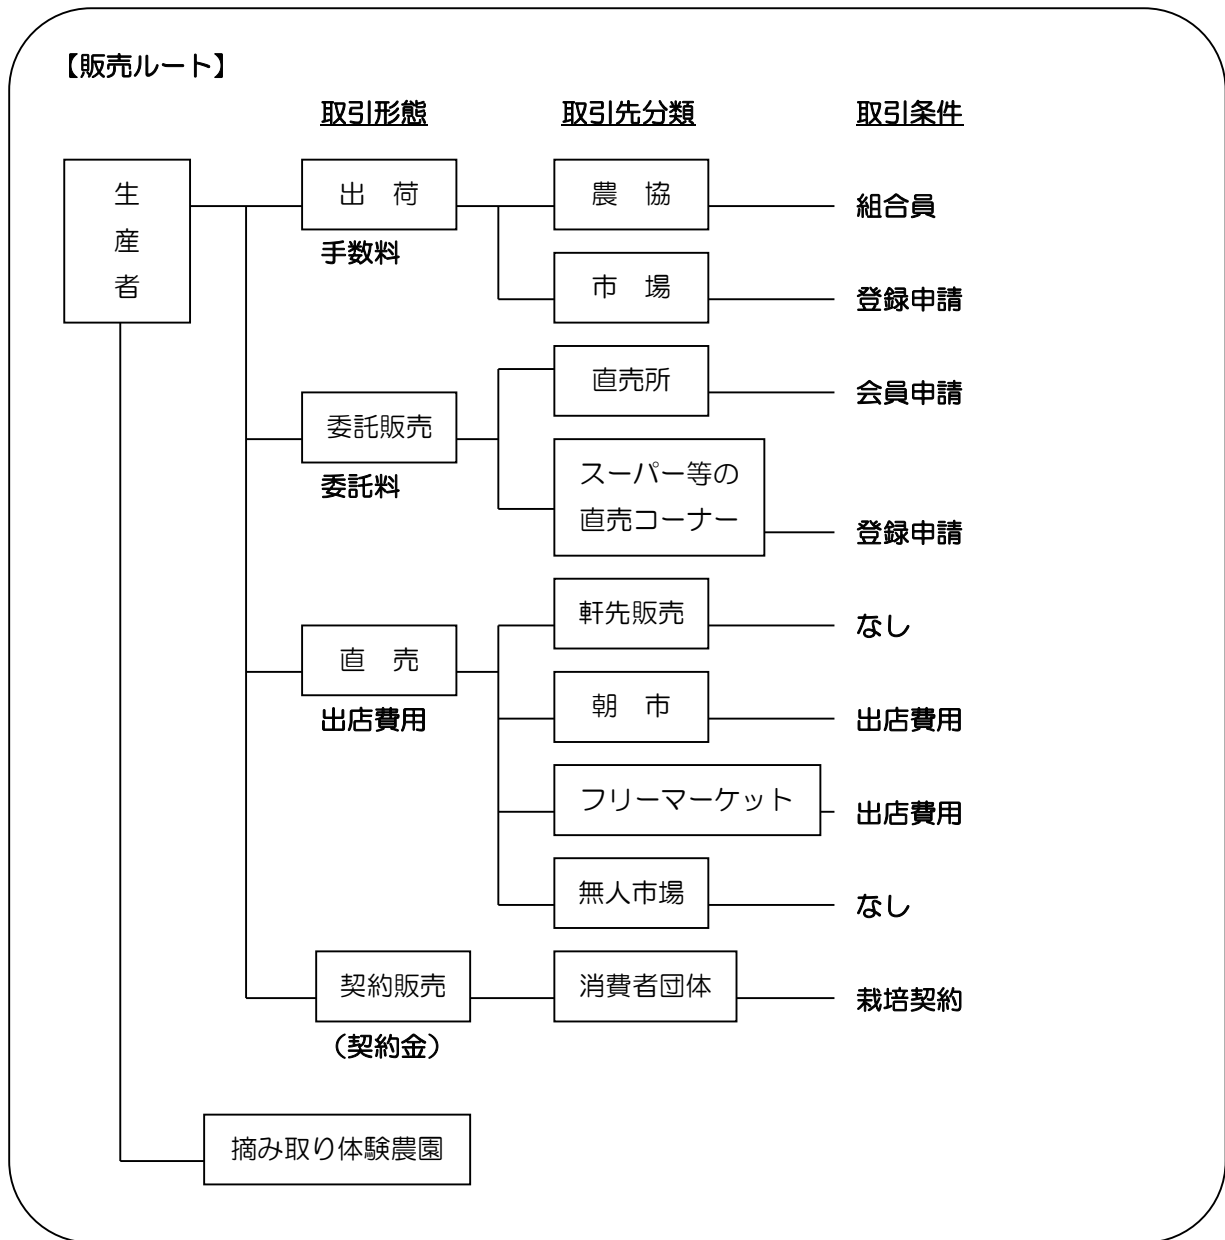 【販売ルート】
取引形態
取引先分類
取引条件
生
産
者
出　荷
手数料
農　協
組合員
市　場
登録申請
委託販売
委託料
直売所
会員申請
スーパー等の
直売コーナー
登録申請
直　売
出店費用
軒先販売
なし
朝　市
出店費用
フリーマーケット
出店費用
無人市場
なし
契約販売
（契約金）
消費者団体
栽培契約
摘み取り体験農園